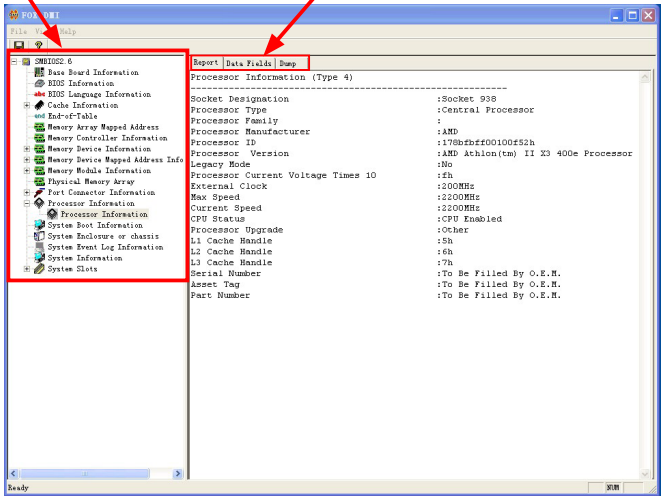 FOX DMI
File View Help
SMBIOS2.6
Base Board Information
BIOS Information
abc BIOS Language Information
Cache Information
end End-of-Table
Memory Array Mapped Address
Memory Controller Information
Memory Device Information
Memory Device Mapped Address Info
Memory Module Information
Physical Memory Array
Port Connector Information
Processor Information
Processor Information
System Boot Information
System Enclosure or chassis
System Event Log Information
System Information
System Slots
Report Data Fields Dump
Processor Information (Type 4)
Socket Designation :Socket 938
Processor Type :Central Processor
Processor Family :
Processor Manufacturer :AMD
Processor ID :178bfbff00100f52h
Processor Version :AMD Athlon(tm) II X3 400e Processor
Legacy Mode :No
Processor Current Voltage Times 10 :fh
External Clock :200MHz
Max Speed :2200MHz
Current Speed :2200MHz
CPU Status :CPU Enabled
Processor Upgrade :Other
L1 Cache Handle :5h
L2 Cache Handle :6h
L3 Cache Handle :7h
Serial Number :To Be Filled By O.E.M.
Asset Tag :To Be Filled By O.E.M.
Part Number :To Be Filled By O.E.M.
Ready NUM